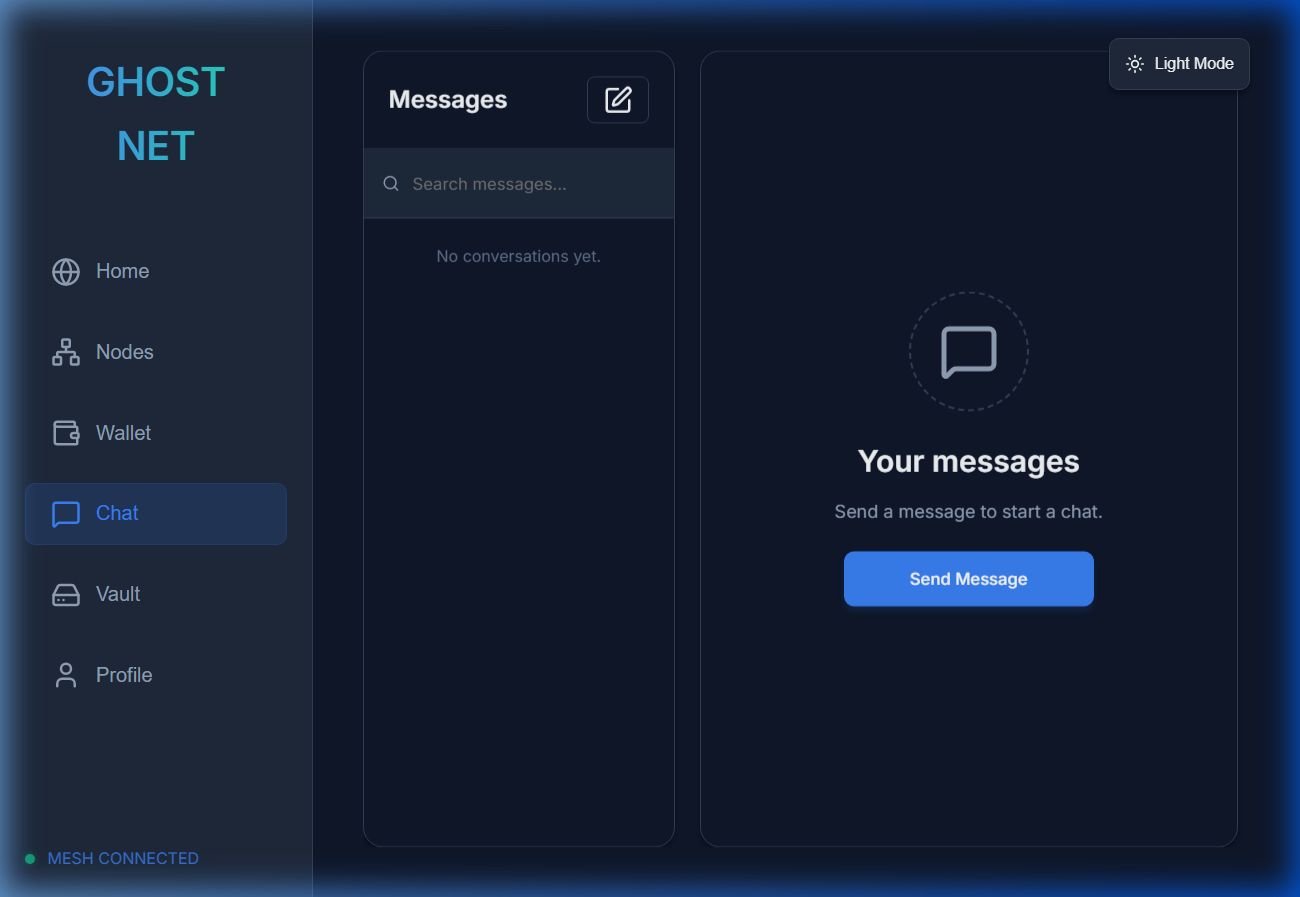 GHOST
NET
Home
Nodes
Wallet
Chat
Vault
Profile
MESH CONNECTED
Messages
Search messages...
No conversations yet.
Light Mode
Your messages
Send a message to start a chat.
Send Message